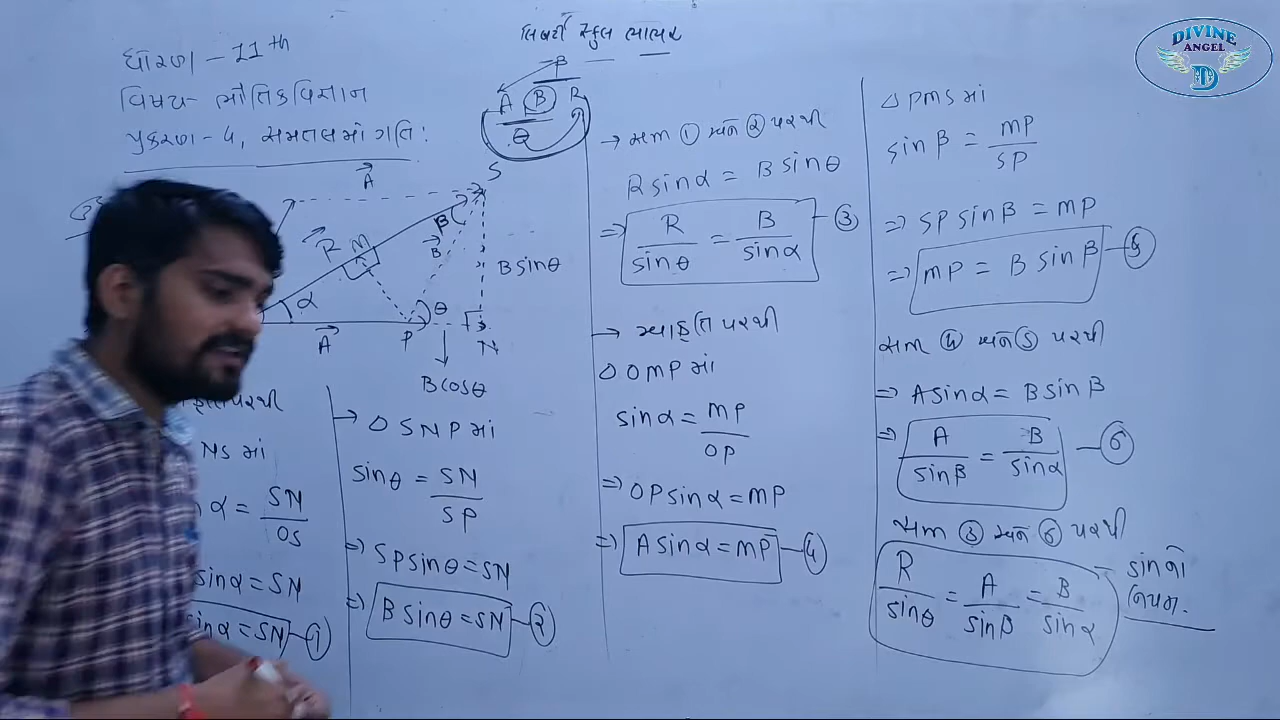 લિબર્ટી સ્કુલ ભાભર
DIVINE
ANGEL
D
ધોરણ - 11th
વિષય - ભૌતિકવિજ્ઞાન
પ્રકરણ - 4, સમતલમાં ગતિ:
β
A B R
θ
A
S
R M β
B
B sinθ
α
θ
A P N
B cosθ
NS માં
α = SN / OS
sinα = SN
sinα = SN - ①
→ Δ SNP માં
sinθ = SN / SP
⇒ SP sinθ = SN
⇒ B sinθ = SN - ②
→ સમી ① અને ② પરથી
R sinα = B sinθ
⇒ R / sinθ = B / sinα - ③
→ આકૃતિ પરથી
Δ OMP માં
sinα = MP / OP
⇒ OP sinα = MP
⇒ A sinα = MP - ④
Δ PMS માં
sinβ = MP / SP
⇒ SP sinβ = MP
⇒ MP = B sinβ - ⑤
સમી ④ અને ⑤ પરથી
⇒ A sinα = B sinβ
⇒ A / sinβ = B / sinα - ⑥
સમી ③ અને ⑥ પરથી
R / sinθ = A / sinβ = B / sinα - sin નો
નિયમ.